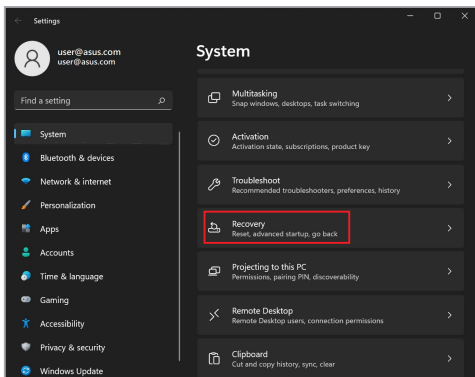 Settings
user@asus.com
user@asus.com
Find a setting
System
Bluetooth & devices
Network & internet
Personalization
Apps
Accounts
Time & language
Gaming
Accessibility
Privacy & security
Windows Update
System
Multitasking
Snap windows, desktops, task switching
Activation
Activation state, subscriptions, product key
Troubleshoot
Recommended troubleshooters, preferences, history
Recovery
Reset, advanced startup, go back
Projecting to this PC
Permissions, pairing PIN, discoverability
Remote Desktop
Remote Desktop users, connection permissions
Clipboard
Cut and copy history, sync, clear